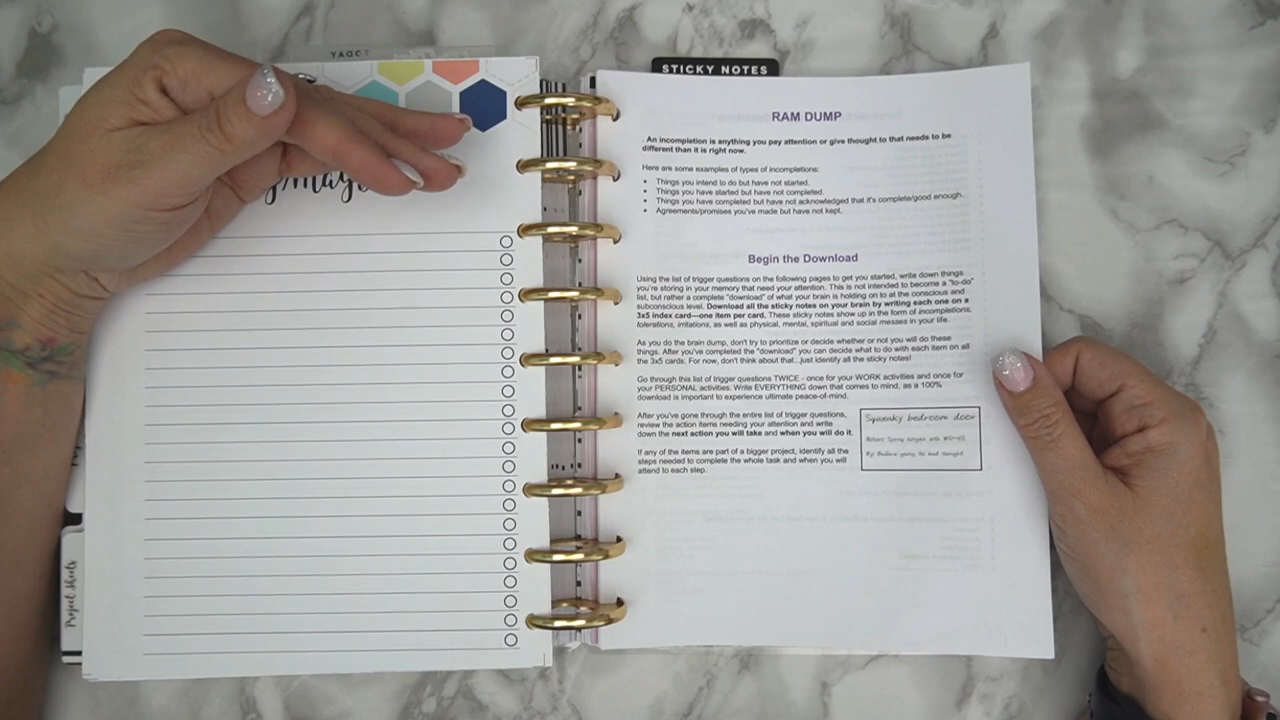 STICKY NOTES
RAM DUMP
An incompletion is anything you pay attention or give thought to that needs to be
different than it is right now.
Here are some examples of types of incompletions:
• Things you intend to do but have not started.
• Things you have started but have not completed.
• Things you have completed but have not acknowledged that it's complete/good enough.
• Agreements/promises you've made but have not kept.
Begin the Download
Using the list of trigger questions on the following pages to get you started, write down things
you're storing in your memory that need your attention. This is not intended to become a "to-do"
list, but rather a complete "download" of what your brain is holding on to at the conscious and
subconscious level. Download all the sticky notes on your brain by writing each one on a
3x5 index card—one item per card. These sticky notes show up in the form of incompletions,
tolerations, irritations, as well as physical, mental, spiritual and social messes in your life.
As you do the brain dump, don't try to prioritize or decide whether or not you will do these
things. After you've completed the "download" you can decide what to do with each item on all
the 3x5 cards. For now, don't think about that...just identify all the sticky notes!
Go through this list of trigger questions TWICE - once for your WORK activities and once for
your PERSONAL activities. Write EVERYTHING down that comes to mind, as a 100%
download is important to experience ultimate peace-of-mind.
After you've gone through the entire list of trigger questions,
review the action items needing your attention and write
down the next action you will take and when you will do it.
If any of the items are part of a bigger project, identify all the
steps needed to complete the whole task and when you will
attend to each step.
Squeaky bedroom door
Action: Spray hinges with WD-40
By: Before going to bed tonight
Project Sheets